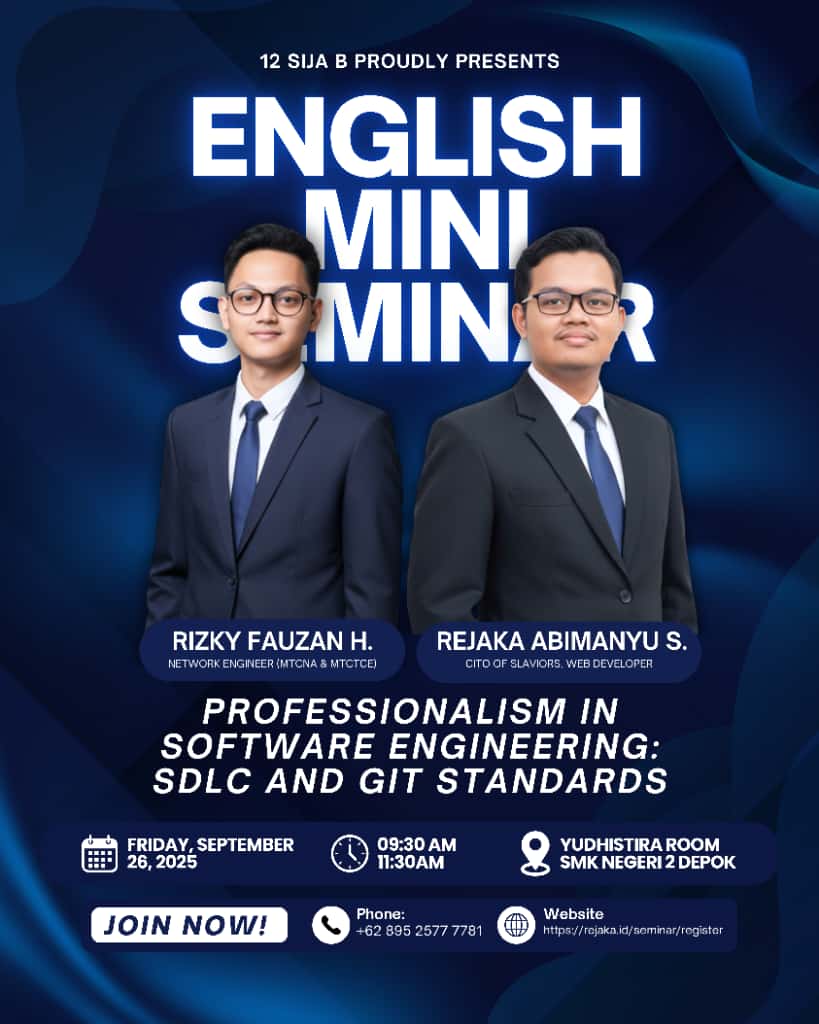 12 SIJA B PROUDLY PRESENTS
ENGLISH
MINI
SEMINAR
RIZKY FAUZAN H.
NETWORK ENGINEER (MTCNA & MTCTCE)
REJAKA ABIMANYU S.
CITO OF SLAVIORS, WEB DEVELOPER
PROFESSIONALISM IN
SOFTWARE ENGINEERING:
SDLC AND GIT STANDARDS
FRIDAY, SEPTEMBER
26, 2025
09:30 AM
11:30AM
YUDHISTIRA ROOM
SMK NEGERI 2 DEPOK
JOIN NOW!
Phone:
+62 895 2577 7781
Website
https://rejaka.id/seminar/register